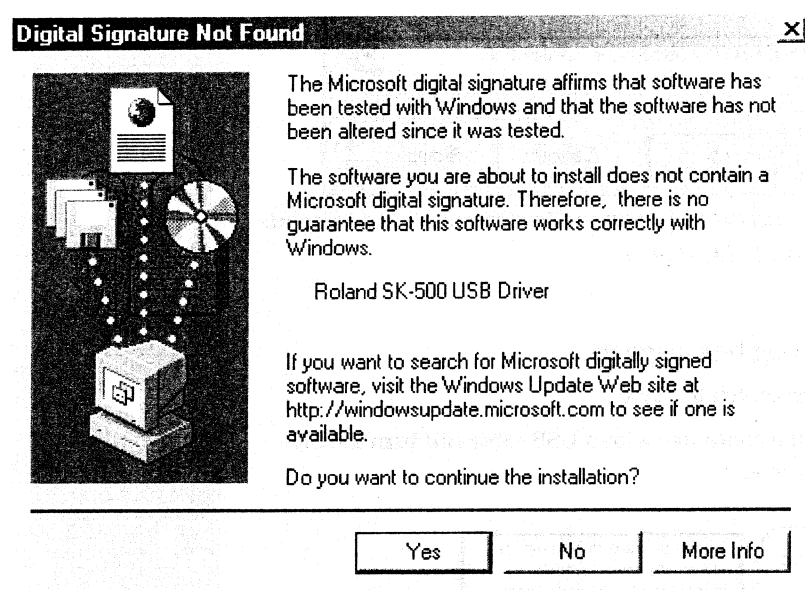 Digital Signature Not Found
The Microsoft digital signature affirms that software has
been tested with Windows and that the software has not
been altered since it was tested.
The software you are about to install does not contain a
Microsoft digital signature. Therefore, there is no
guarantee that this software works correctly with
Windows.
Roland SK-500 USB Driver
If you want to search for Microsoft digitally signed
software, visit the Windows Update Web site at
http://windowsupdate.microsoft.com to see if one is
available.
Do you want to continue the installation?
Yes No More Info